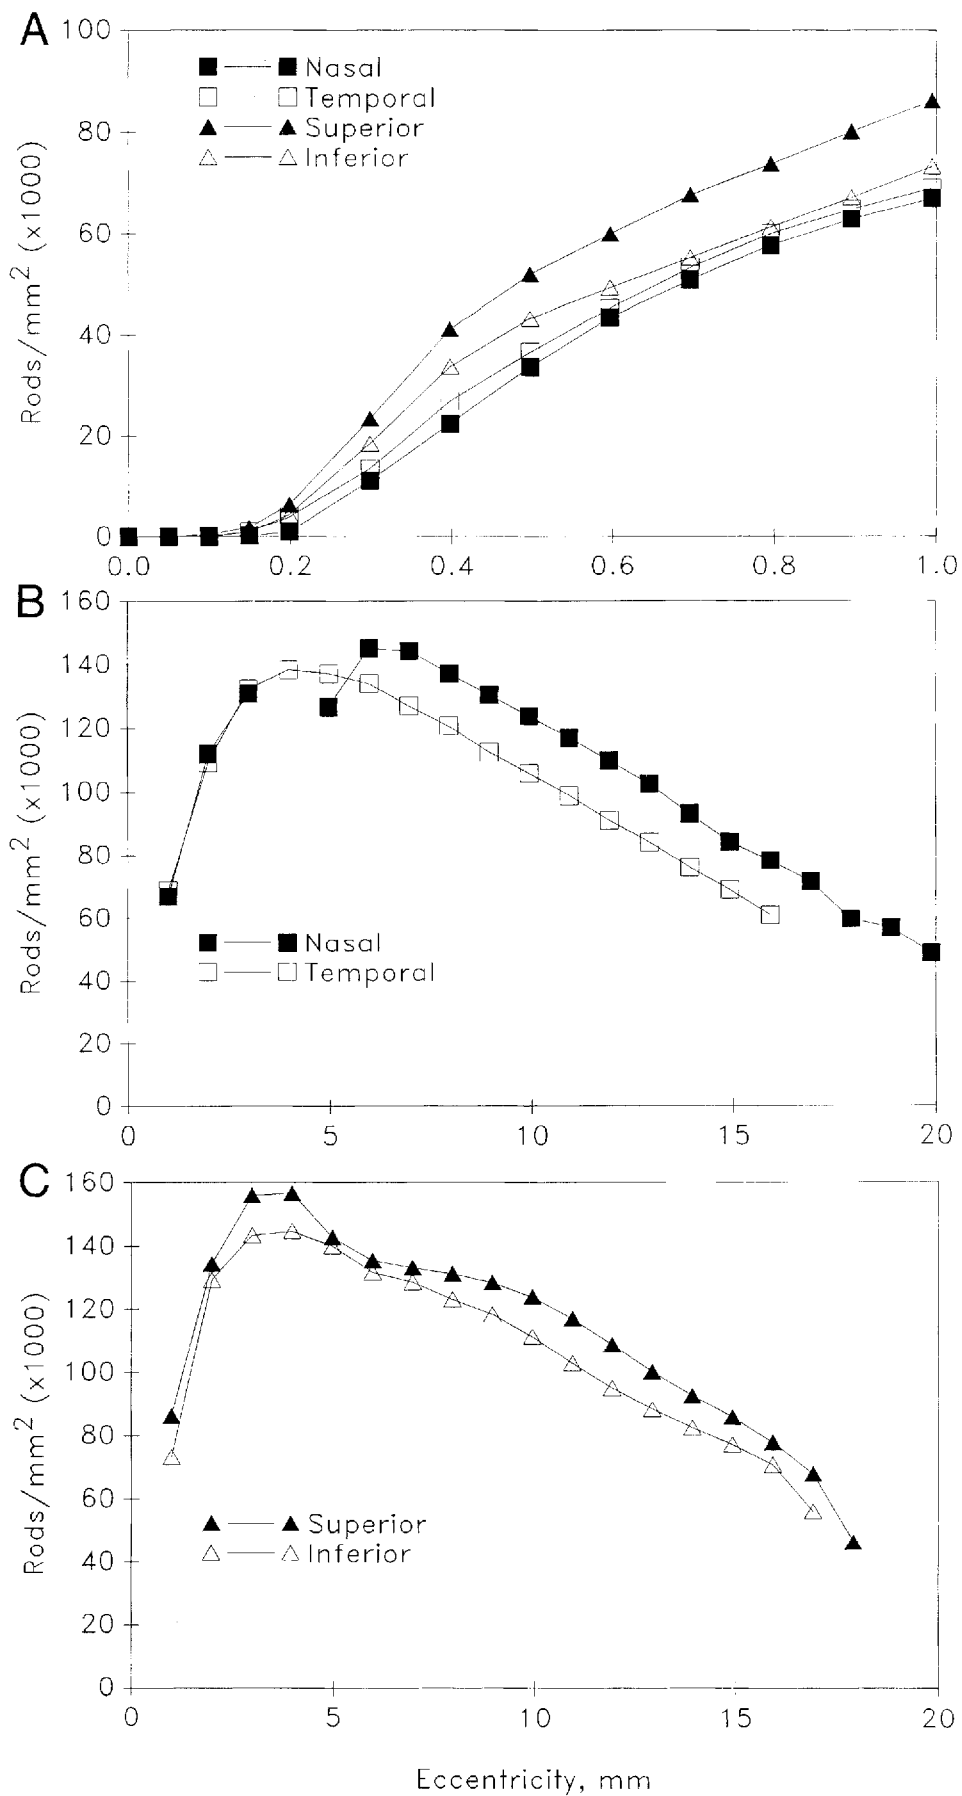 A
100
80
60
40
20
0
Rods/mm² (x1000)
Nasal
Temporal
Superior
Inferior
0.0 0.2 0.4 0.6 0.8 1.0
B
160
140
120
100
80
60
40
20
0
Rods/mm² (x1000)
Nasal
Temporal
0 5 10 15 20
C
160
140
120
100
80
60
40
20
0
Rods/mm² (x1000)
Superior
Inferior
0 5 10 15 20
Eccentricity, mm